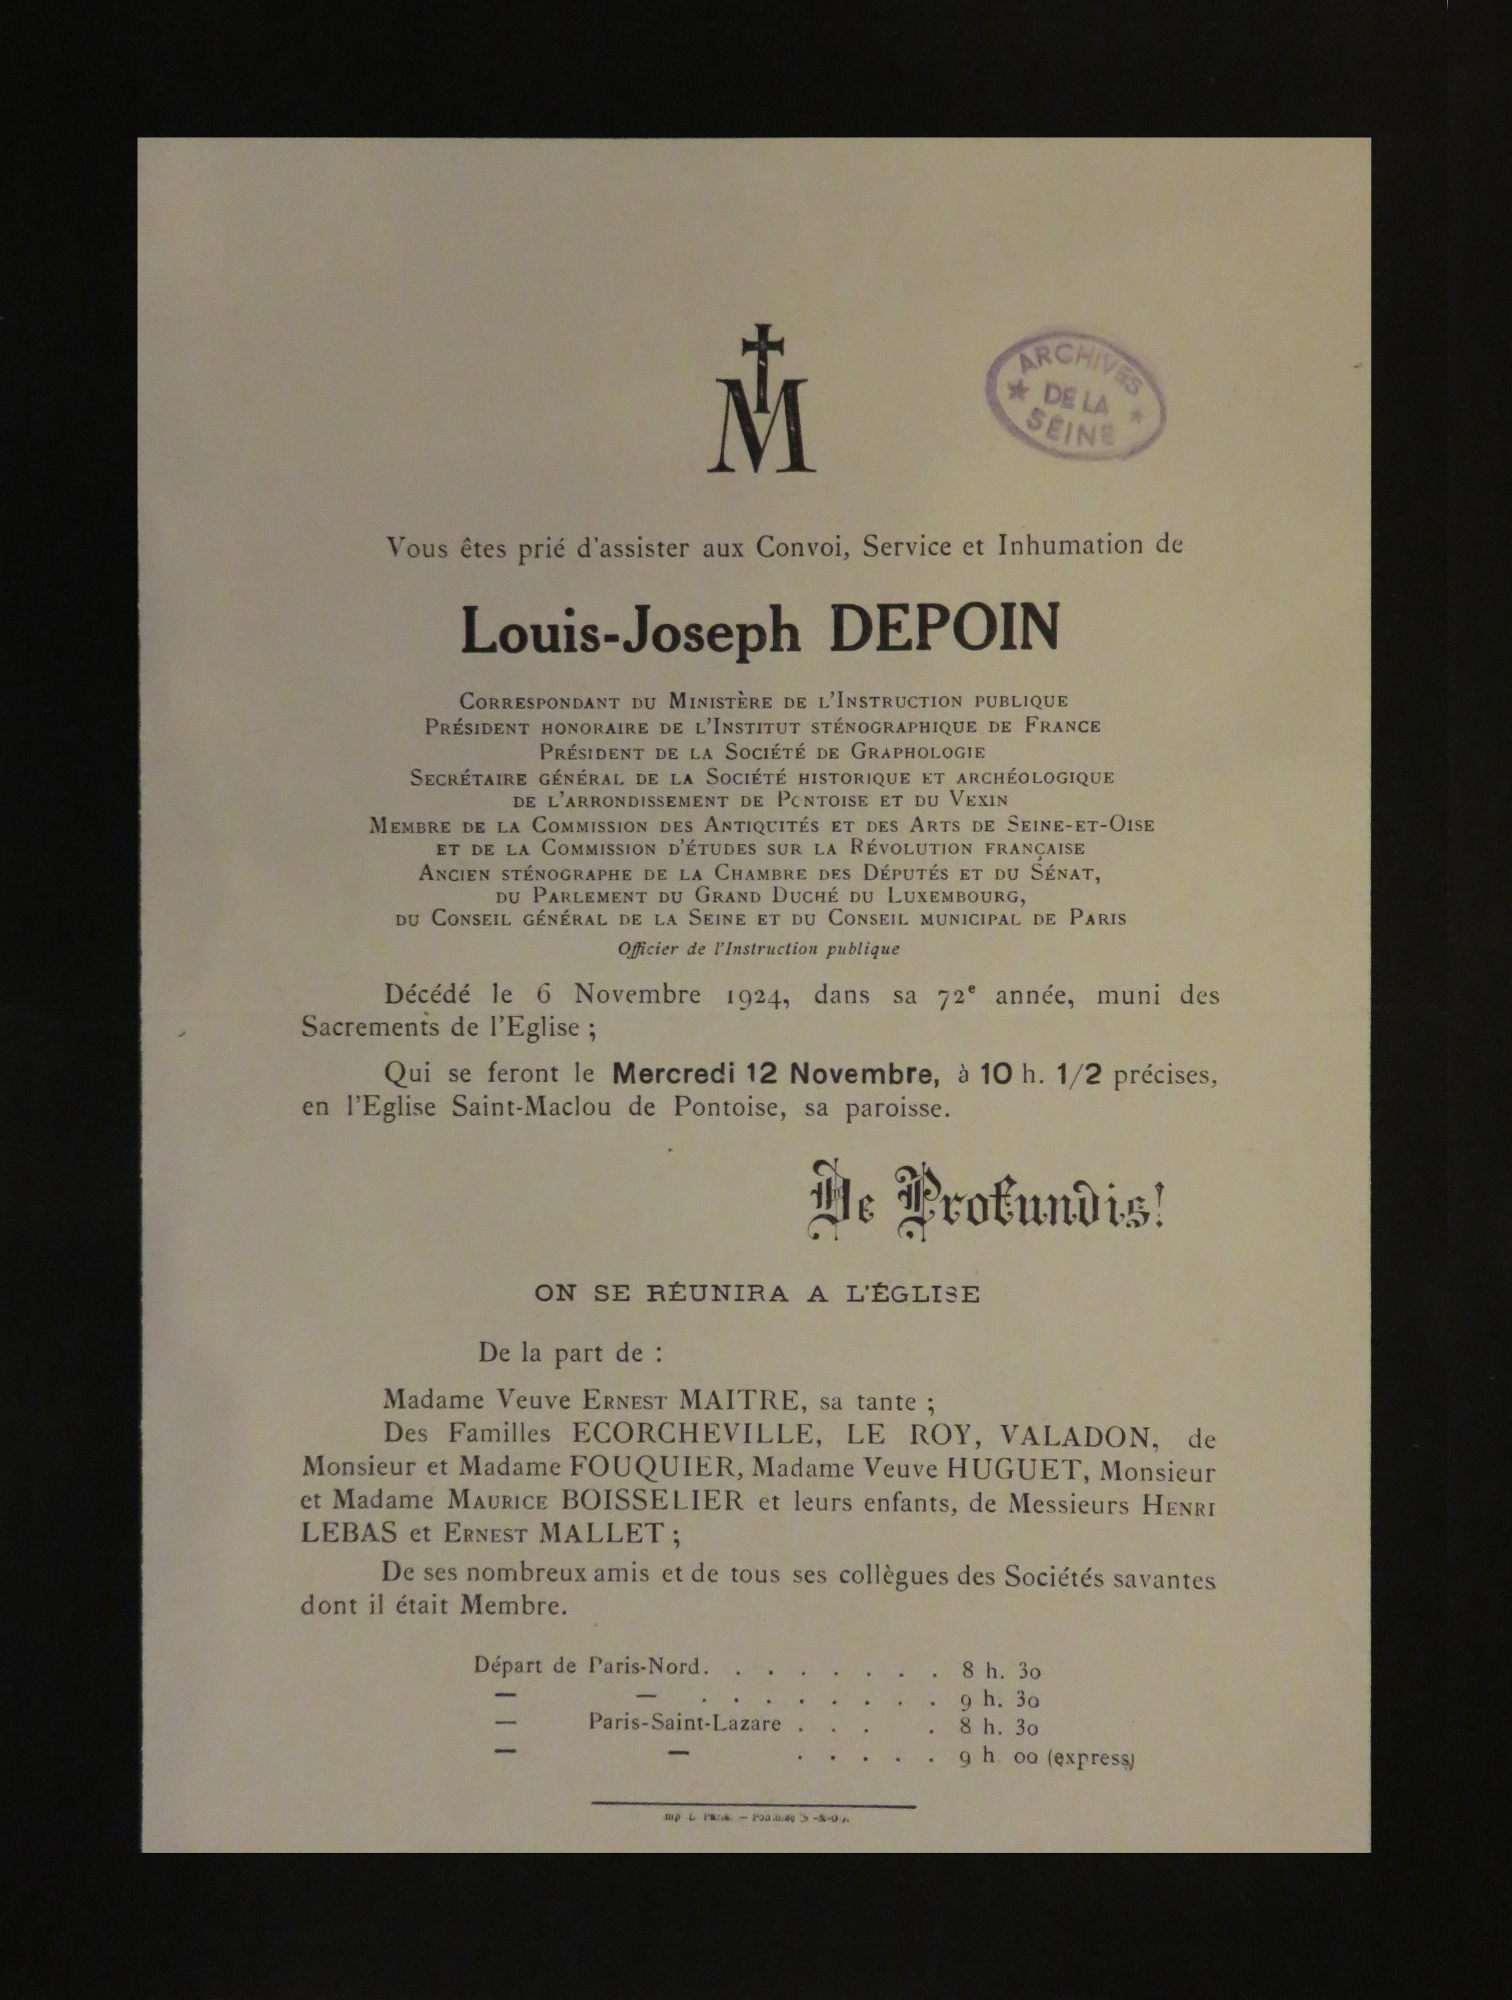 M
ARCHIVES
DE LA
SEINE
Vous êtes prié d'assister aux Convoi, Service et Inhumation de
Louis-Joseph DEPOIN
CORRESPONDANT DU MINISTÈRE DE L'INSTRUCTION PUBLIQUE
PRÉSIDENT HONORAIRE DE L'INSTITUT STÉNOGRAPHIQUE DE FRANCE
PRÉSIDENT DE LA SOCIÉTÉ DE GRAPHOLOGIE
SECRÉTAIRE GÉNÉRAL DE LA SOCIÉTÉ HISTORIQUE ET ARCHÉOLOGIQUE
DE L'ARRONDISSEMENT DE PONTOISE ET DU VEXIN
MEMBRE DE LA COMMISSION DES ANTIQUITÉS ET DES ARTS DE SEINE-ET-OISE
ET DE LA COMMISSION D'ÉTUDES SUR LA RÉVOLUTION FRANÇAISE
ANCIEN STÉNOGRAPHE DE LA CHAMBRE DES DÉPUTÉS ET DU SÉNAT,
DU PARLEMENT DU GRAND DUCHÉ DU LUXEMBOURG,
DU CONSEIL GÉNÉRAL DE LA SEINE ET DU CONSEIL MUNICIPAL DE PARIS
Officier de l'Instruction publique
Décédé le 6 Novembre 1924, dans sa 72e année, muni des
Sacrements de l'Eglise ;
Qui se feront le Mercredi 12 Novembre, à 10 h. 1/2 précises,
en l'Eglise Saint-Maclou de Pontoise, sa paroisse.
De Profundis!
ON SE RÉUNIRA A L'ÉGLISE
De la part de :
Madame Veuve ERNEST MAITRE, sa tante ;
Des Familles ECORCHEVILLE, LE ROY, VALADON, de
Monsieur et Madame FOUQUIER, Madame Veuve HUGUET, Monsieur
et Madame MAURICE BOISSELIER et leurs enfants, de Messieurs HENRI
LEBAS et ERNEST MALLET ;
De ses nombreux amis et de tous ses collègues des Sociétés savantes
dont il était Membre.
Départ de Paris-Nord. . . . . . . . 8 h. 30
— — . . . . . . . . 9 h. 30
— Paris-Saint-Lazare . . . . 8 h. 30
— — . . . . . 9 h 00 (express)
Imp L Paris. — Pontoise